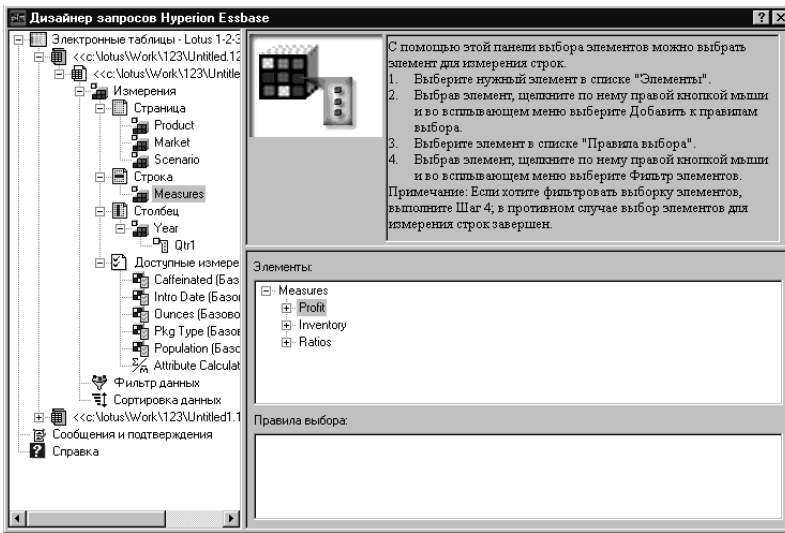 Дизайнер запросов Hyperion Essbase
Электронные таблицы - Lotus 1-2-3
<<c:\lotus\Work\123\Untitled.12
<<c:\lotus\Work\123\Untitle
Измерения
Страница
Product
Market
Scenario
Строка
Measures
Столбец
Year
Qtr1
Доступные измере
Caffeinated (Баз
Intro Date (Базо
Ounces (Базово
Pkg Type (Базов
Population (Базо
Attribute Calculat
Фильтр данных
Сортировка данных
<<c:\lotus\Work\123\Untitled1.1
Сообщения и подтверждения
Справка
С помощью этой панели выбора элементов можно выбрать
элемент для измерения строк.
1. Выберите нужный элемент в списке "Элементы".
2. Выбрав элемент, щелкните по нему правой кнопкой мыши
и во всплывающем меню выберите Добавить к правилам
выбора.
3. Выберите элемент в списке "Правила выбора".
4. Выбрав элемент, щелкните по нему правой кнопкой мыши
и во всплывающем меню выберите Фильтр элементов.
Примечание: Если хотите фильтровать выборку элементов,
выполните Шаг 4; в противном случае выбор элементов для
измерения строк завершен.
Элементы:
Measures
Profit
Inventory
Ratios
Правила выбора: